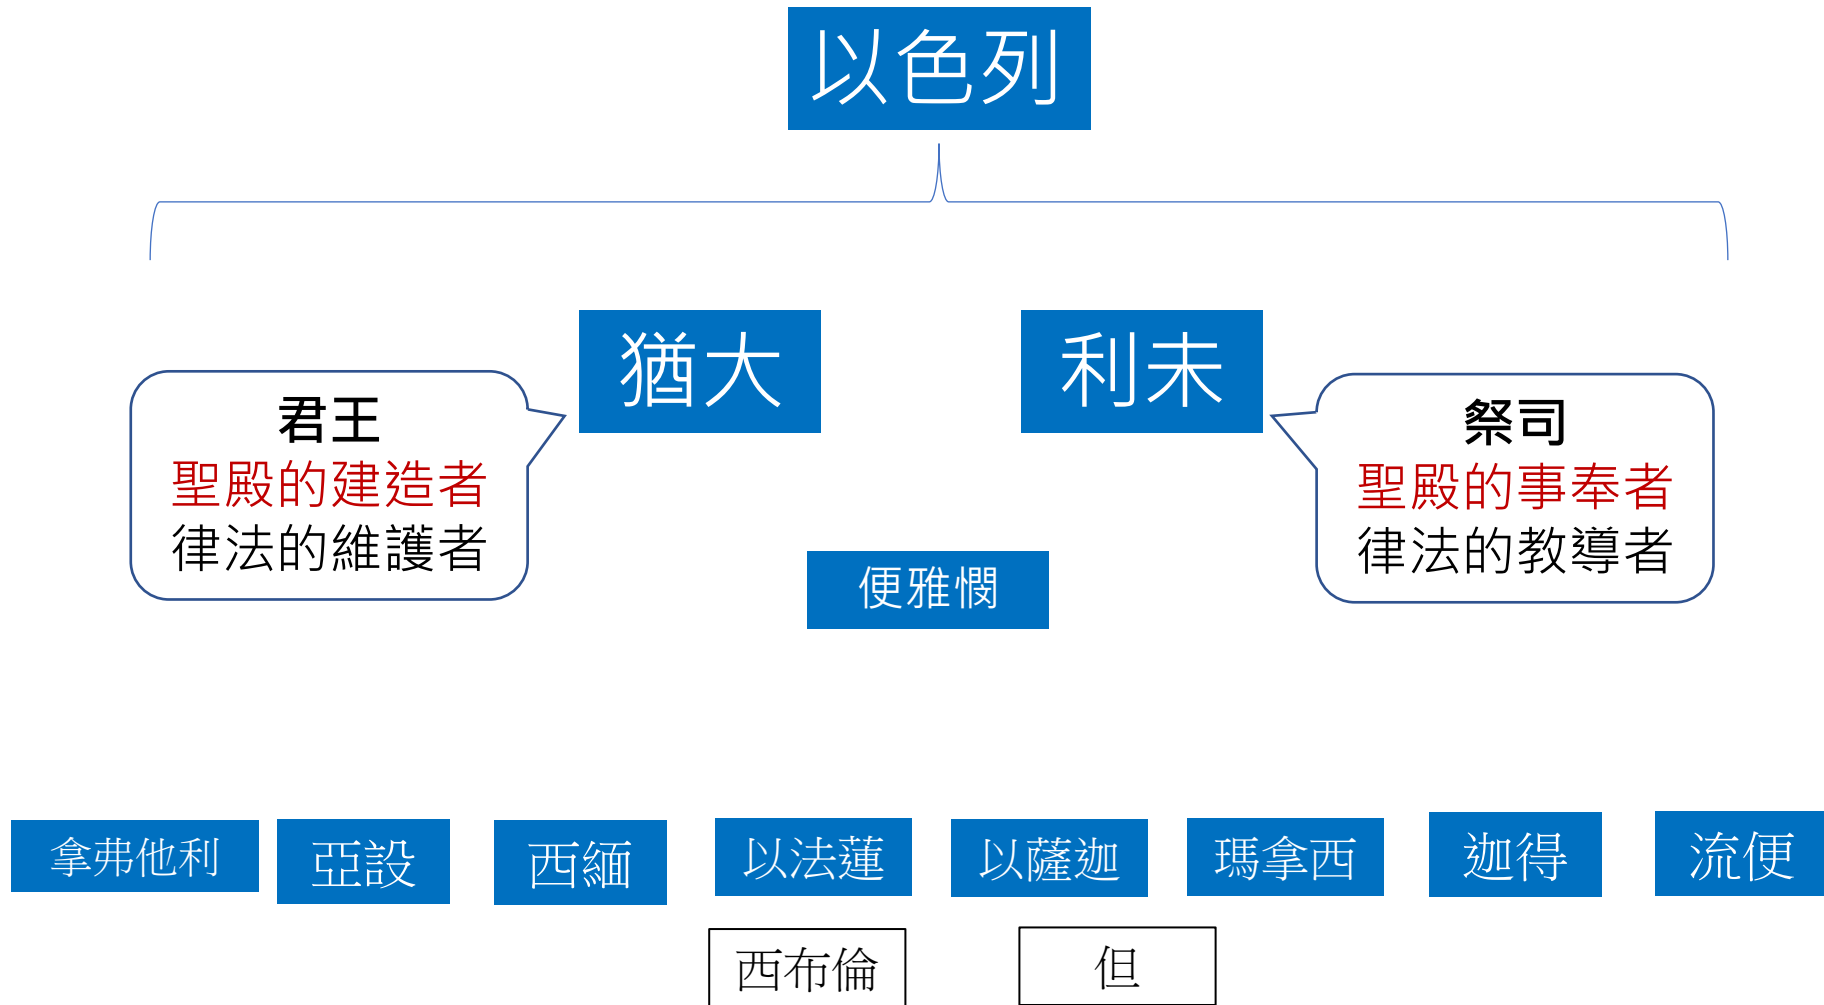 以色列
猶大
利未
君王
聖殿的建造者
律法的維護者
祭司
聖殿的事奉者
律法的教導者
便雅憫
拿弗他利
亞設
西緬
以法蓮
以薩迦
瑪拿西
迦得
流便
西布倫
但